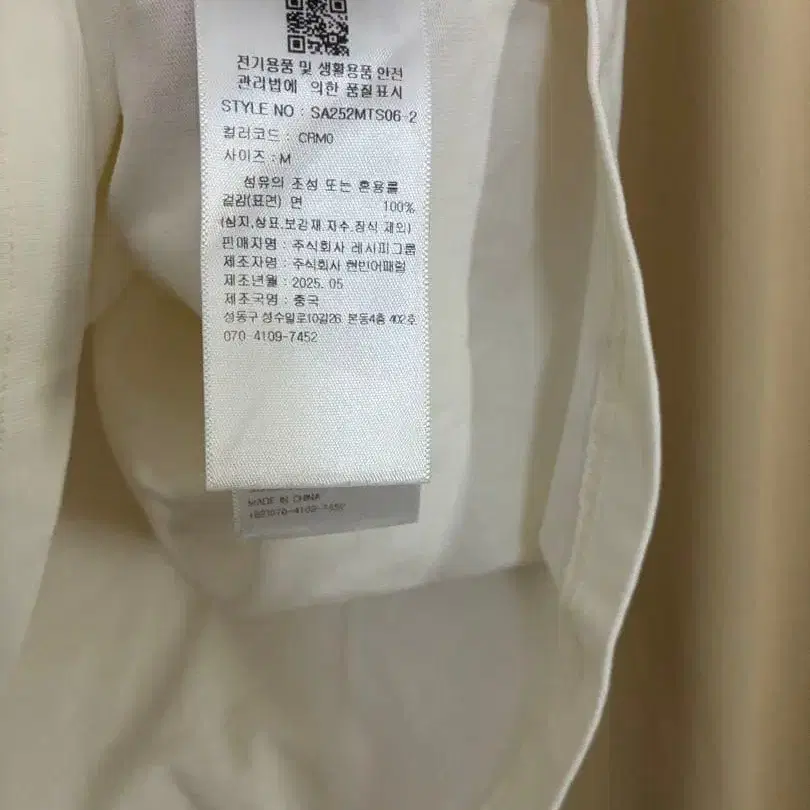 전기용품 및 생활용품 안전
관리법에 의한 품질표시
STYLE NO : SA252MTS06-2
컬러코드 : CRM0
사이즈 : M
섬유의 조성 또는 혼용률
겉감(표면) 면 100%
(심지,상표,보강재,자수,장식 제외)
판매자명 : 주식회사 레시피그룹
제조자명 : 주식회사 현빈어패럴
제조년월 : 2025. 05
제조국명 : 중국
성동구 성수일로10길26 본동4층 402호
070-4109-7452
MADE IN CHINA